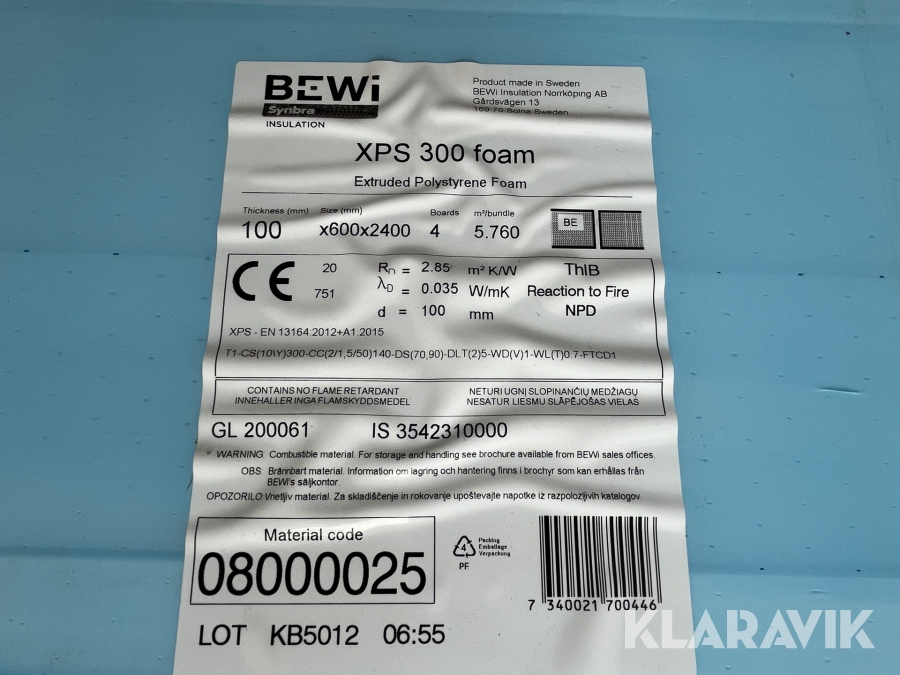 BEWi
Synbra
INSULATION
Product made in Sweden
BEWi Insulation Norrköping AB
Gårdsvägen 13
169 70 Solna Sweden
XPS 300 foam
Extruded Polystyrene Foam
Thickness (mm) Size (mm) Boards m²/bundle
100 x600x2400 4 5.760
BE
CE 20 R_D = 2.85 m² K/W ThIB
751 λ_D = 0.035 W/mK Reaction to Fire
d = 100 mm NPD
XPS - EN 13164:2012+A1:2015
T1-CS(10\Y)300-CC(2/1,5/50)140-DS(70,90)-DLT(2)5-WD(V)1-WL(T)0.7-FTCD1
CONTAINS NO FLAME RETARDANT NETURI UGNĮ SLOPINANČIŲ MEDŽIAGŲ
INNEHALLER INGA FLAMSKYDDSMEDEL NESATUR LIESMU SLĀPĒJOŠAS VIELAS
GL 200061 IS 3542310000
WARNING: Combustible material. For storage and handling see brochure available from BEWi sales offices.
OBS: Brännbart material. Information om lagring och hantering finns i brochyr som kan erhållas från
BEWi's säljkontor.
OPOZORILO: Vnetljiv material. Za skladiščenje in rokovanje upoštevajte napotke iz razpoložljivih katalogov.
Material code
08000025
4
PE
Packing
Emballage
Verpackung
7 340021 700446
LOT KB5012 06:55
KLARAVIK